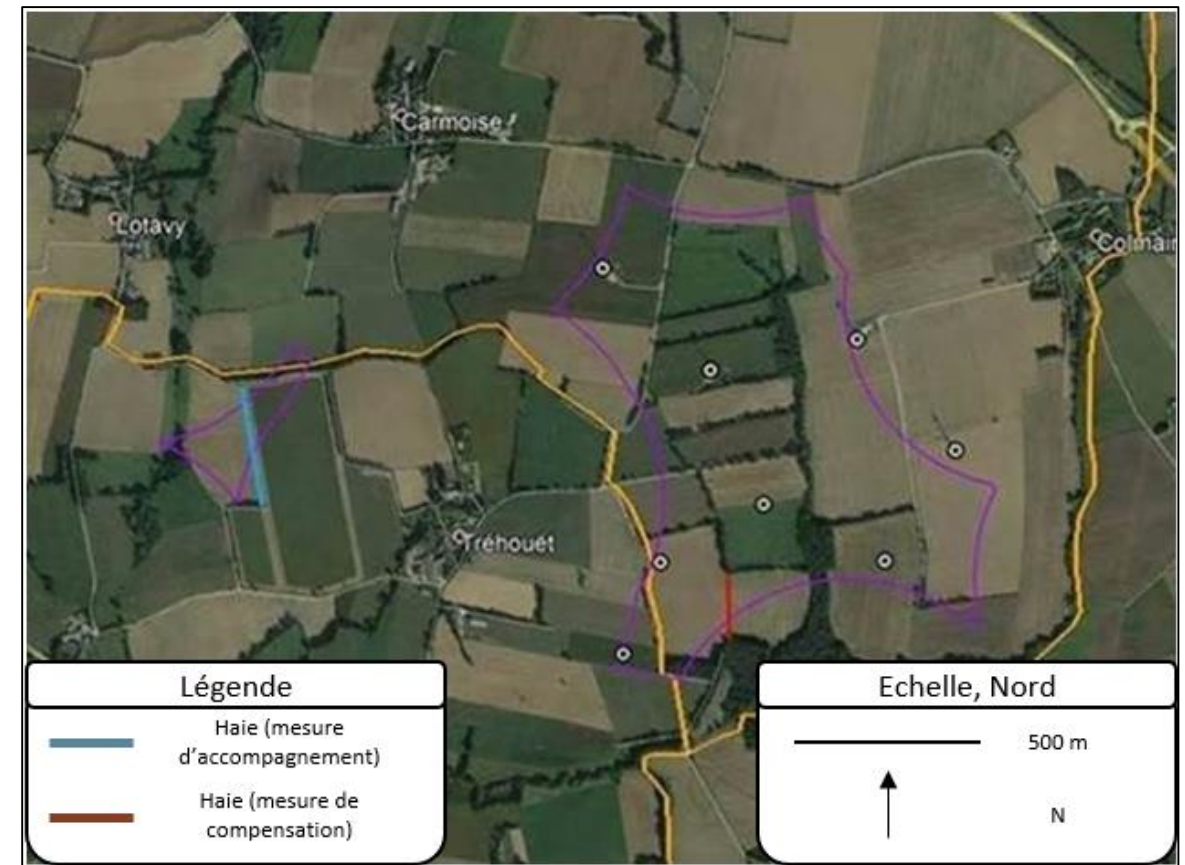 Carmoise
Lotavy
Colmain
Tréhouët
Légende
Haie (mesure
d'accompagnement)
Haie (mesure de
compensation)
Echelle, Nord
500 m
N